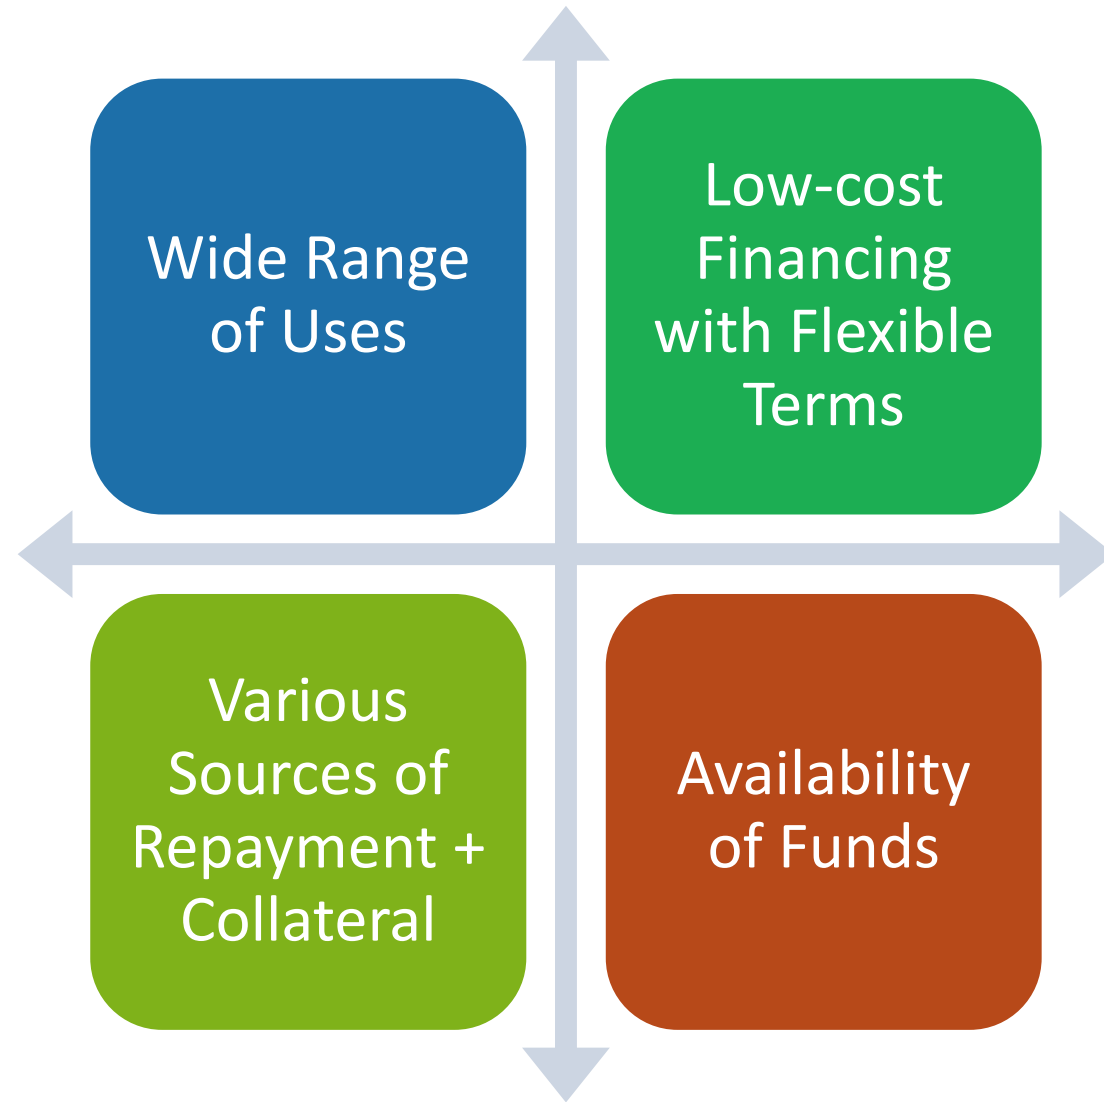 Wide Range
of Uses
Low-cost
Financing
with Flexible
Terms
Various
Sources of
Repayment +
Collateral
Availability
of Funds